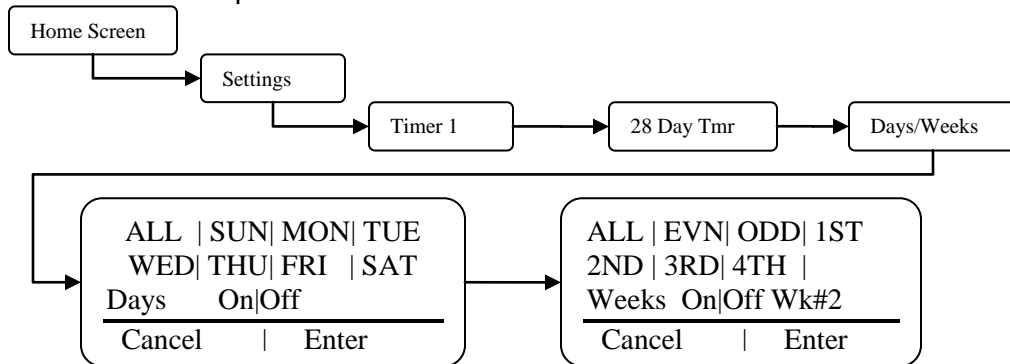 Home Screen
Settings
Timer 1
28 Day Tmr
Days/Weeks
ALL | SUN| MON| TUE
WED| THU| FRI | SAT
Days On|Off
Cancel | Enter
ALL | EVN| ODD| 1ST
2ND | 3RD| 4TH |
Weeks On|Off Wk#2
Cancel | Enter